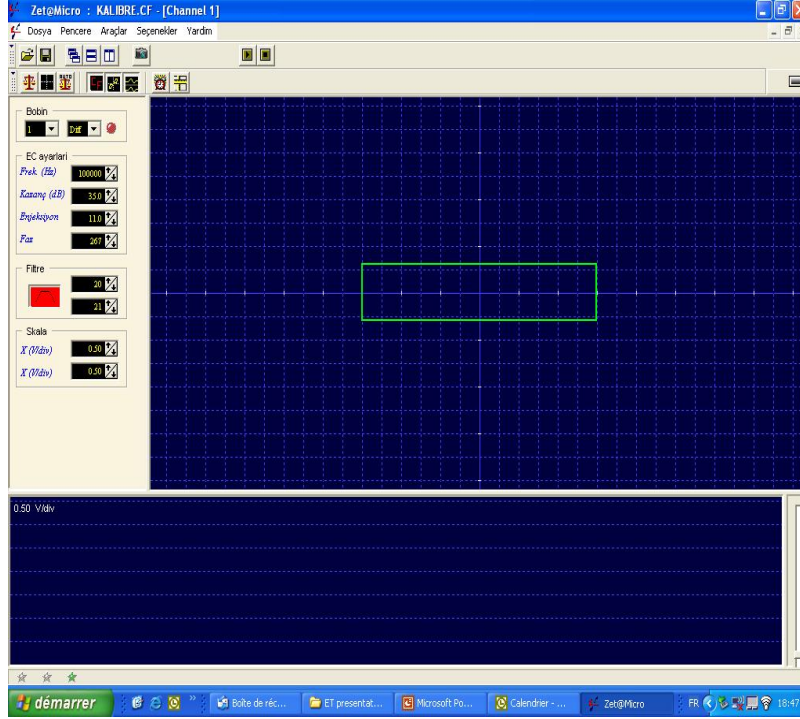 Zet@Micro : KALIBRE.CF - [Channel 1]
Dosya Pencere Araçlar Seçenekler Yardım
AUTO
Bobin
1 Diff
EC ayarlari
Frek. (Hz) 100000
Kazanç (dB) 35.0
Enjeksiyon 11.0
Faz 267
Filtre
20
21
Skala
X (V/div) 0.50
X (V/div) 0.50
0.50 V/div
démarrer
Boîte de réc...
ET presentat...
Microsoft Po...
Calendrier - ...
Zet@Micro
FR
18:47